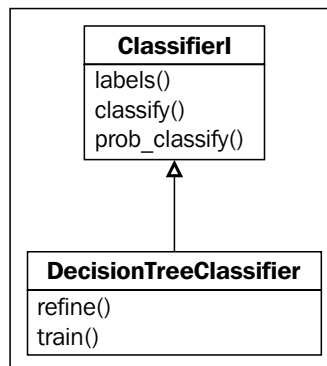 ClassifierI
labels()
classify()
prob_classify()
DecisionTreeClassifier
refine()
train()